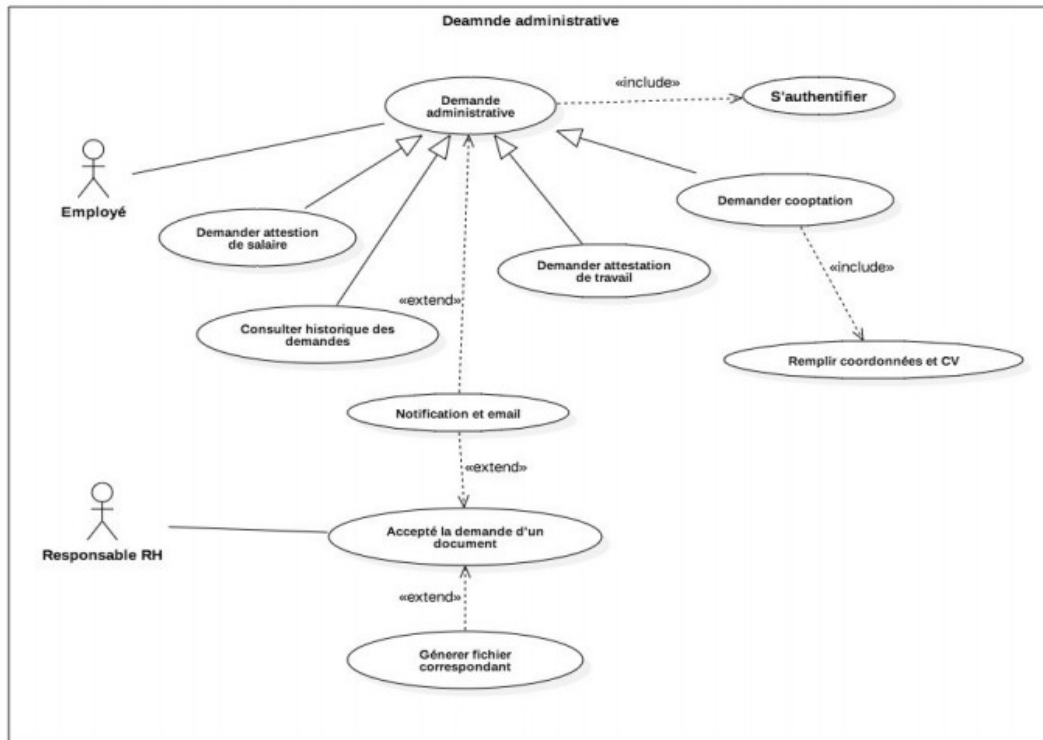 Deamnde administrative
Demande
administrative
«include»
S'authentifier
Employé
Demander cooptation
Demander attestion
de salaire
Demander attestation
de travail
«include»
«extend»
Consulter historique des
demandes
Remplir coordonnées et CV
Notification et email
«extend»
Responsable RH
Accepté la demande d'un
document
«extend»
Génerer fichier
correspondant